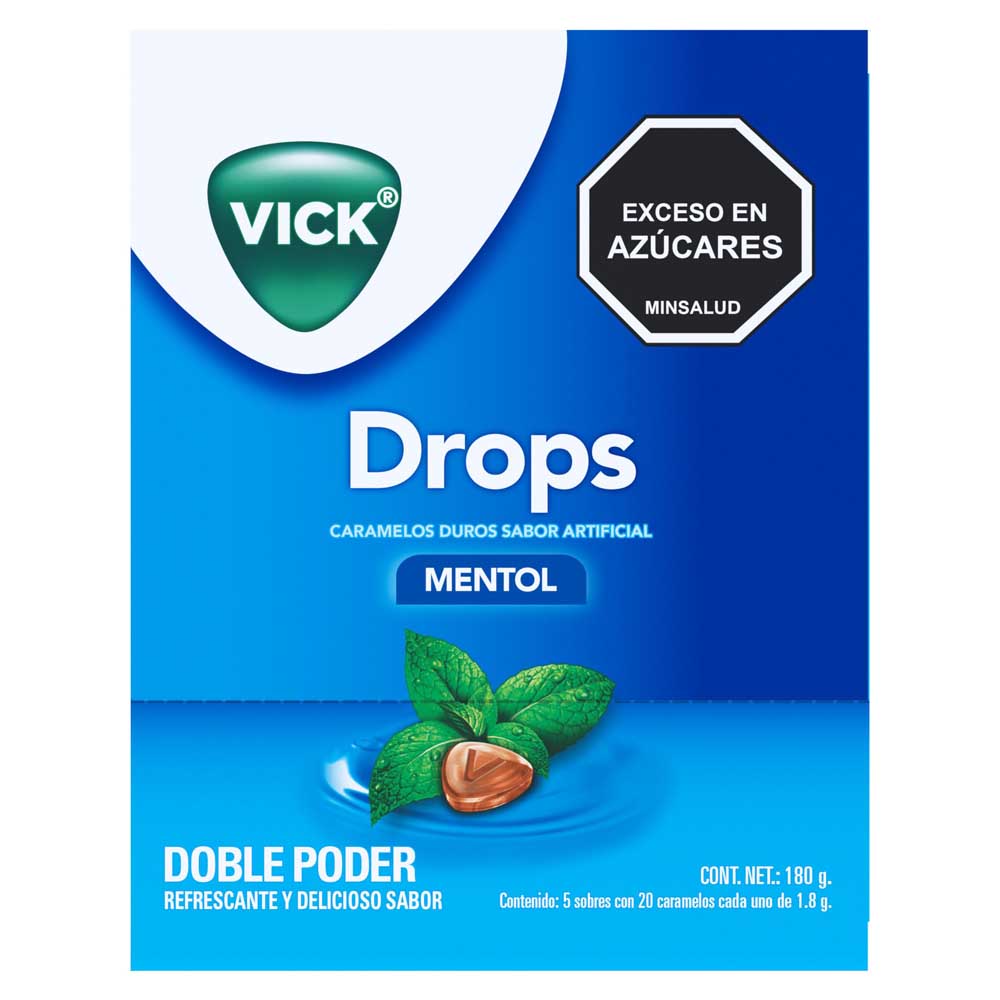 VICK®
EXCESO EN
AZÚCARES
MINSALUD
Drops
CARAMELOS DUROS SABOR ARTIFICIAL
MENTOL
V
DOBLE PODER
REFRESCANTE Y DELICIOSO SABOR
CONT. NET.: 180 g.
Contenido: 5 sobres con 20 caramelos cada uno de 1.8 g.